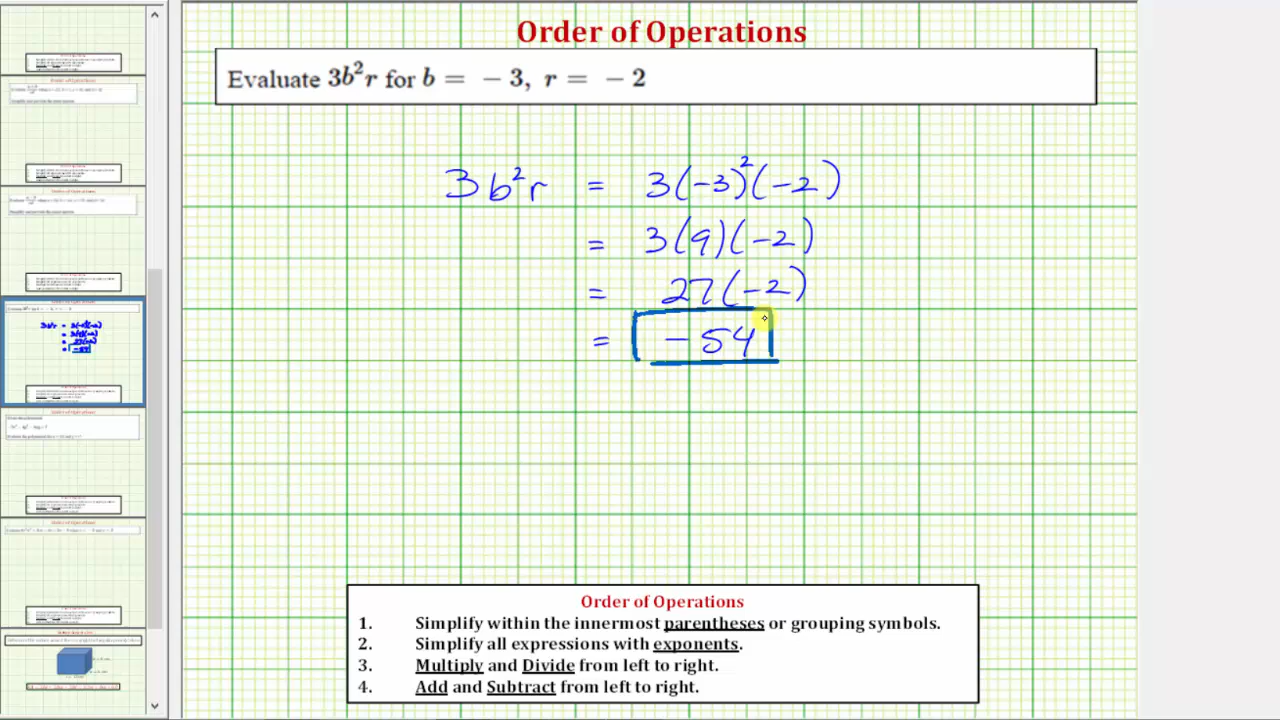 Order of Operations
Evaluate 3b²r for b = −3, r = −2
3b²r = 3(-3)²(-2)
= 3(9)(-2)
= 27(-2)
= -54
Order of Operations
1. Simplify within the innermost parentheses or grouping symbols.
2. Simplify all expressions with exponents.
3. Multiply and Divide from left to right.
4. Add and Subtract from left to right.